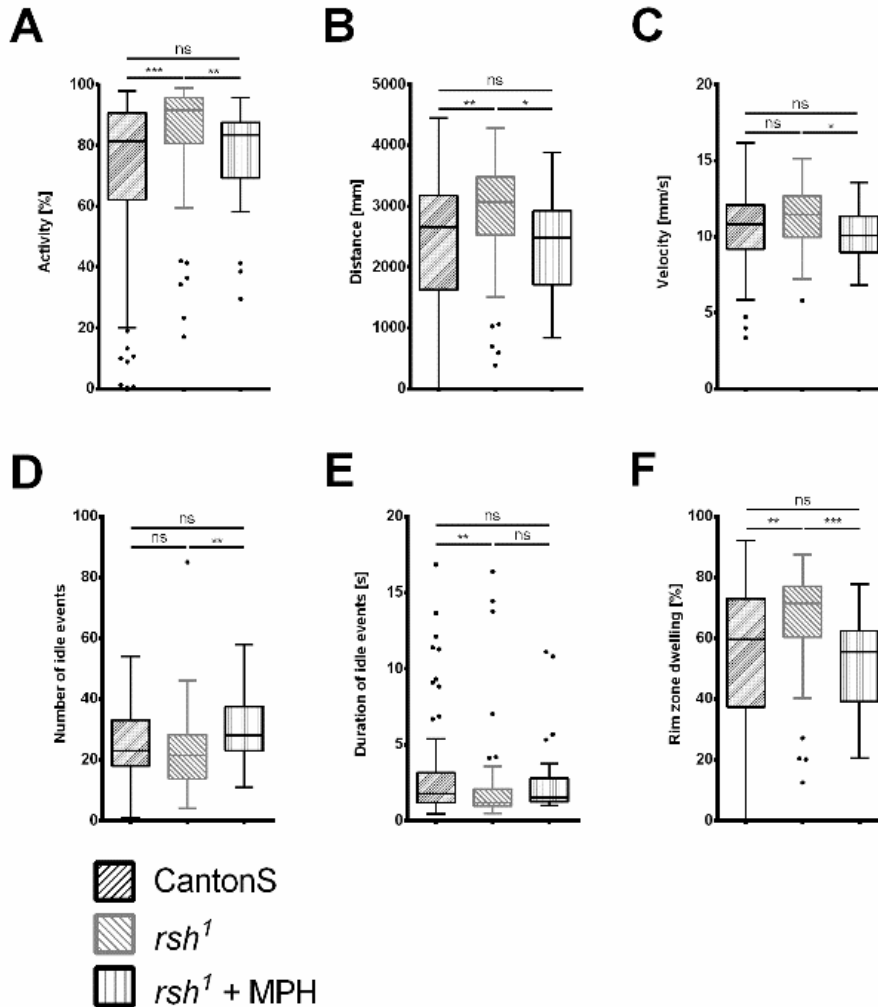 A
ns
***
**
100
80
60
40
20
0
Activity [%]
B
ns
**
*
5000
4000
3000
2000
1000
0
Distance [mm]
C
ns
ns
*
20
15
10
5
0
Velocity [mm/s]
D
ns
ns
**
100
80
60
40
20
0
Number of idle events
E
ns
**
ns
20
15
10
5
0
Duration of idle events [s]
F
ns
**
***
100
80
60
40
20
0
Rim zone dwelling [%]
CantonS
rsh¹
rsh¹ + MPH